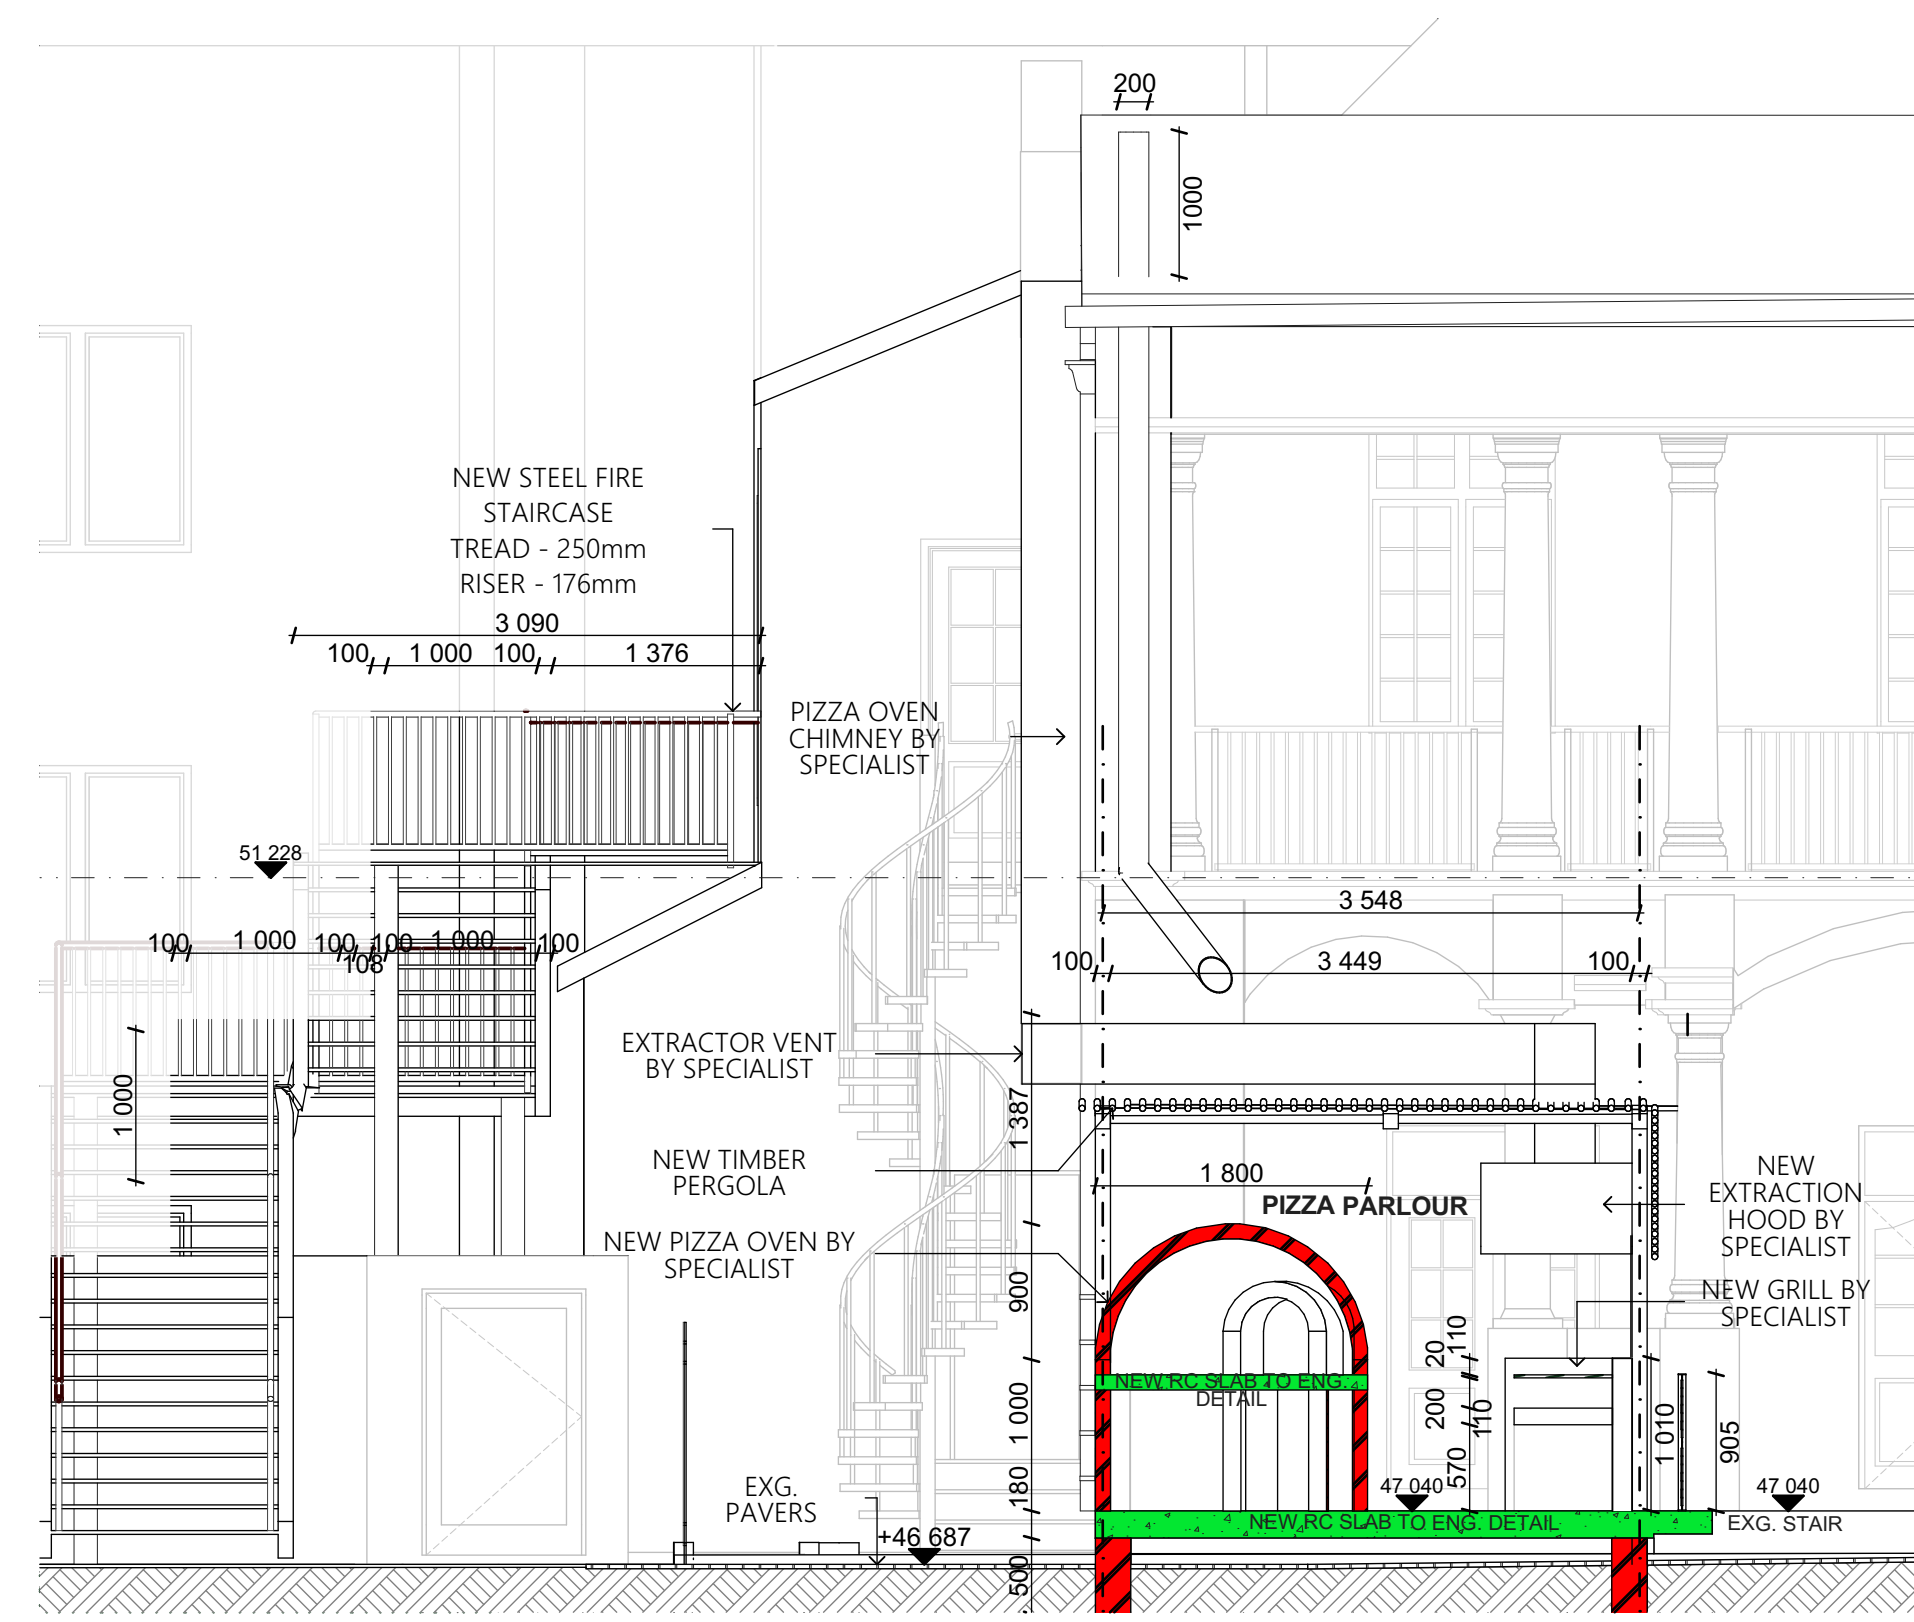 200
1000
NEW STEEL FIRE
STAIRCASE
TREAD - 250mm
RISER - 176mm
3 090
100
1 000
100
1 376
PIZZA OVEN
CHIMNEY BY
SPECIALIST
51 228
3 548
100
1 000
100
100
1 000
100
108
100
3 449
100
EXTRACTOR VENT
BY SPECIALIST
1 000
1 387
NEW TIMBER
PERGOLA
1 800
PIZZA PARLOUR
NEW
EXTRACTION
HOOD BY
SPECIALIST
NEW PIZZA OVEN BY
SPECIALIST
900
NEW GRILL BY
SPECIALIST
110
20
NEW RC SLAB TO ENG.
DETAIL
1 000
200
110
1 010
905
570
EXG.
PAVERS
180
47 040
47 040
NEW RC SLAB TO ENG. DETAIL
EXG. STAIR
+46 687
500